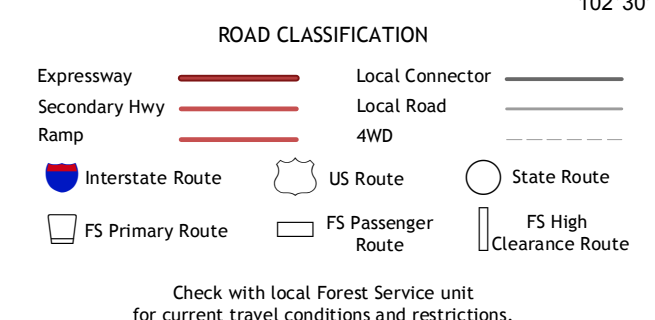 102 30'
ROAD CLASSIFICATION
Expressway
Local Connector
Secondary Hwy
Local Road
Ramp
4WD
Interstate Route
US Route
State Route
FS Primary Route
FS Passenger
Route
FS High
Clearance Route
Check with local Forest Service unit
for current travel conditions and restrictions.